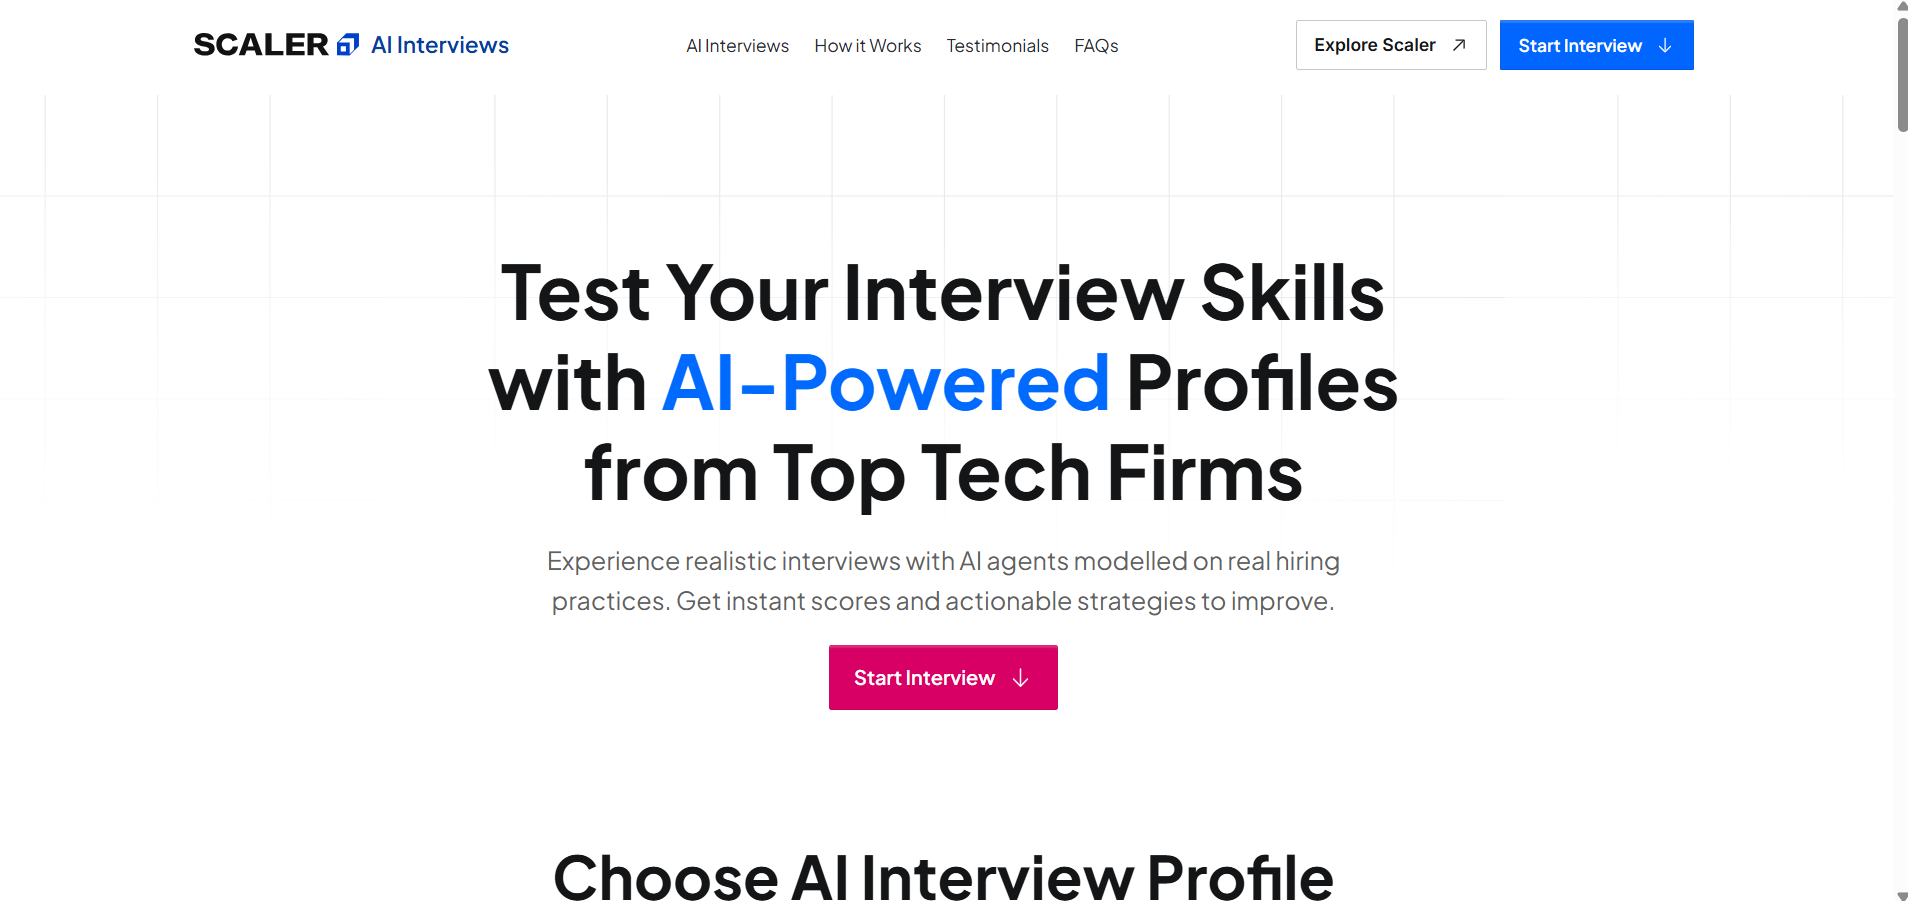 SCALER AI Interviews
AI Interviews
How it Works
Testimonials
FAQs
Explore Scaler
Start Interview
Test Your Interview Skills
with AI-Powered Profiles
from Top Tech Firms
Experience realistic interviews with AI agents modelled on real hiring
practices. Get instant scores and actionable strategies to improve.
Start Interview
Choose AI Interview Profile